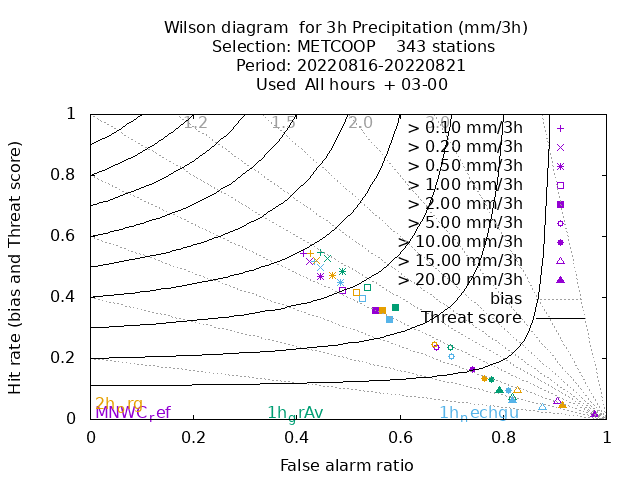 Wilson diagram for 3h Precipitation (mm/3h)
Selection: METCOOP 343 stations
Period: 20220816-20220821
Used All hours + 03-00
Hit rate (bias and Threat score)
1
0.8
0.6
0.4
0.2
0
1.2
1.5
2.0
3.0
> 0.10 mm/3h
> 0.20 mm/3h
> 0.50 mm/3h
> 1.00 mm/3h
> 2.00 mm/3h
> 5.00 mm/3h
> 10.00 mm/3h
> 15.00 mm/3h
> 20.00 mm/3h
bias
Threat score
2h_grg
MNWC_ref
1h_grAv
1h_nechgu
0 0.2 0.4 0.6 0.8 1
False alarm ratio